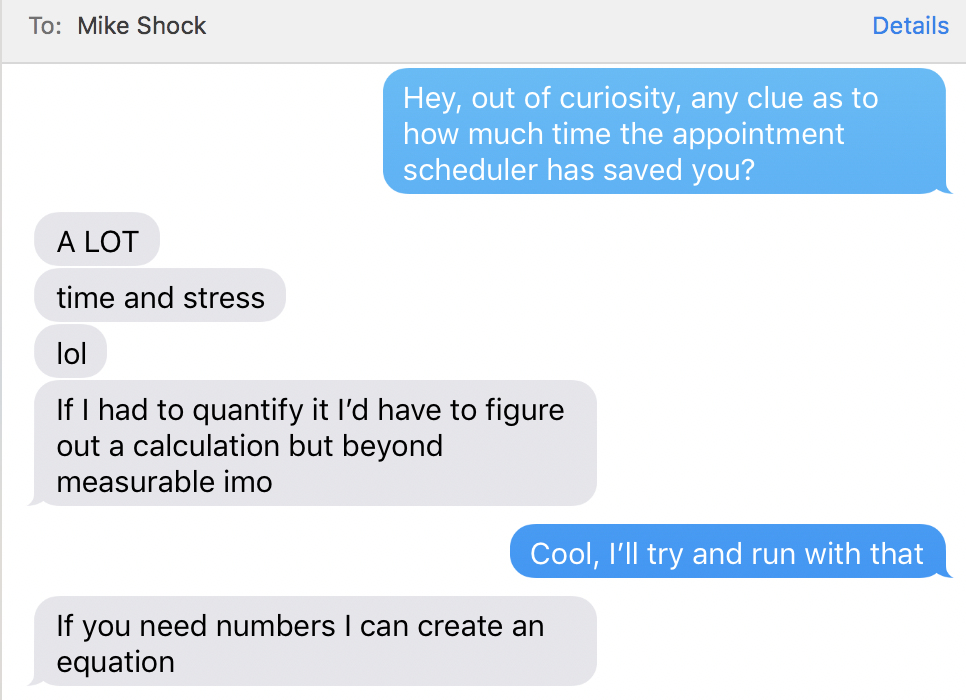 To: Mike Shock
Details
Hey, out of curiosity, any clue as to
how much time the appointment
scheduler has saved you?
A LOT
time and stress
lol
If I had to quantify it I’d have to figure
out a calculation but beyond
measurable imo
Cool, I’ll try and run with that
If you need numbers I can create an
equation